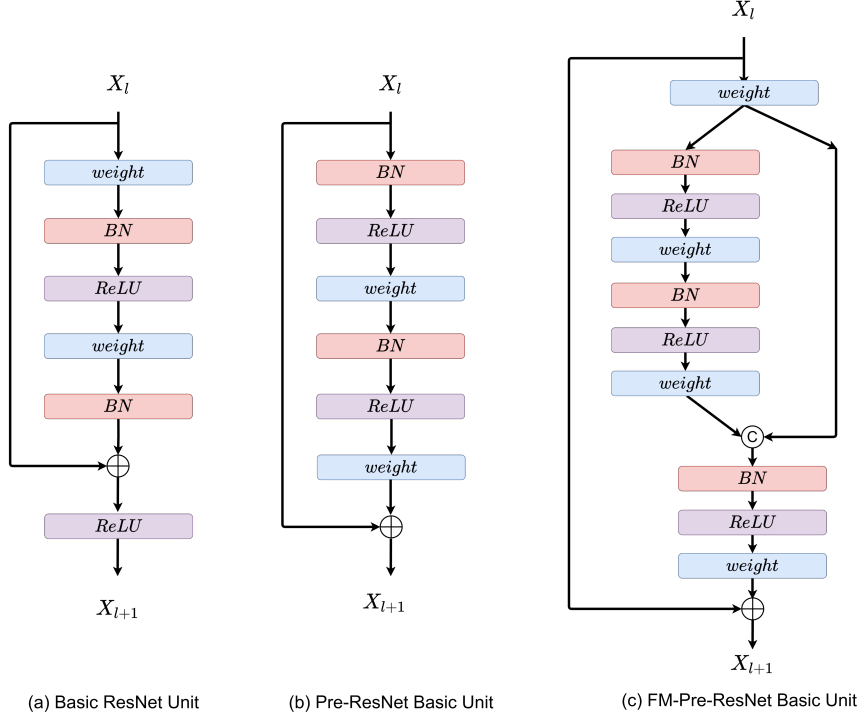 X_l
weight
BN
ReLU
weight
BN
ReLU
X_{l+1}
(a) Basic ResNet Unit
X_l
BN
ReLU
weight
BN
ReLU
weight
X_{l+1}
(b) Pre-ResNet Basic Unit
X_l
weight
BN
ReLU
weight
BN
ReLU
weight
C
BN
ReLU
weight
X_{l+1}
(c) FM-Pre-ResNet Basic Unit